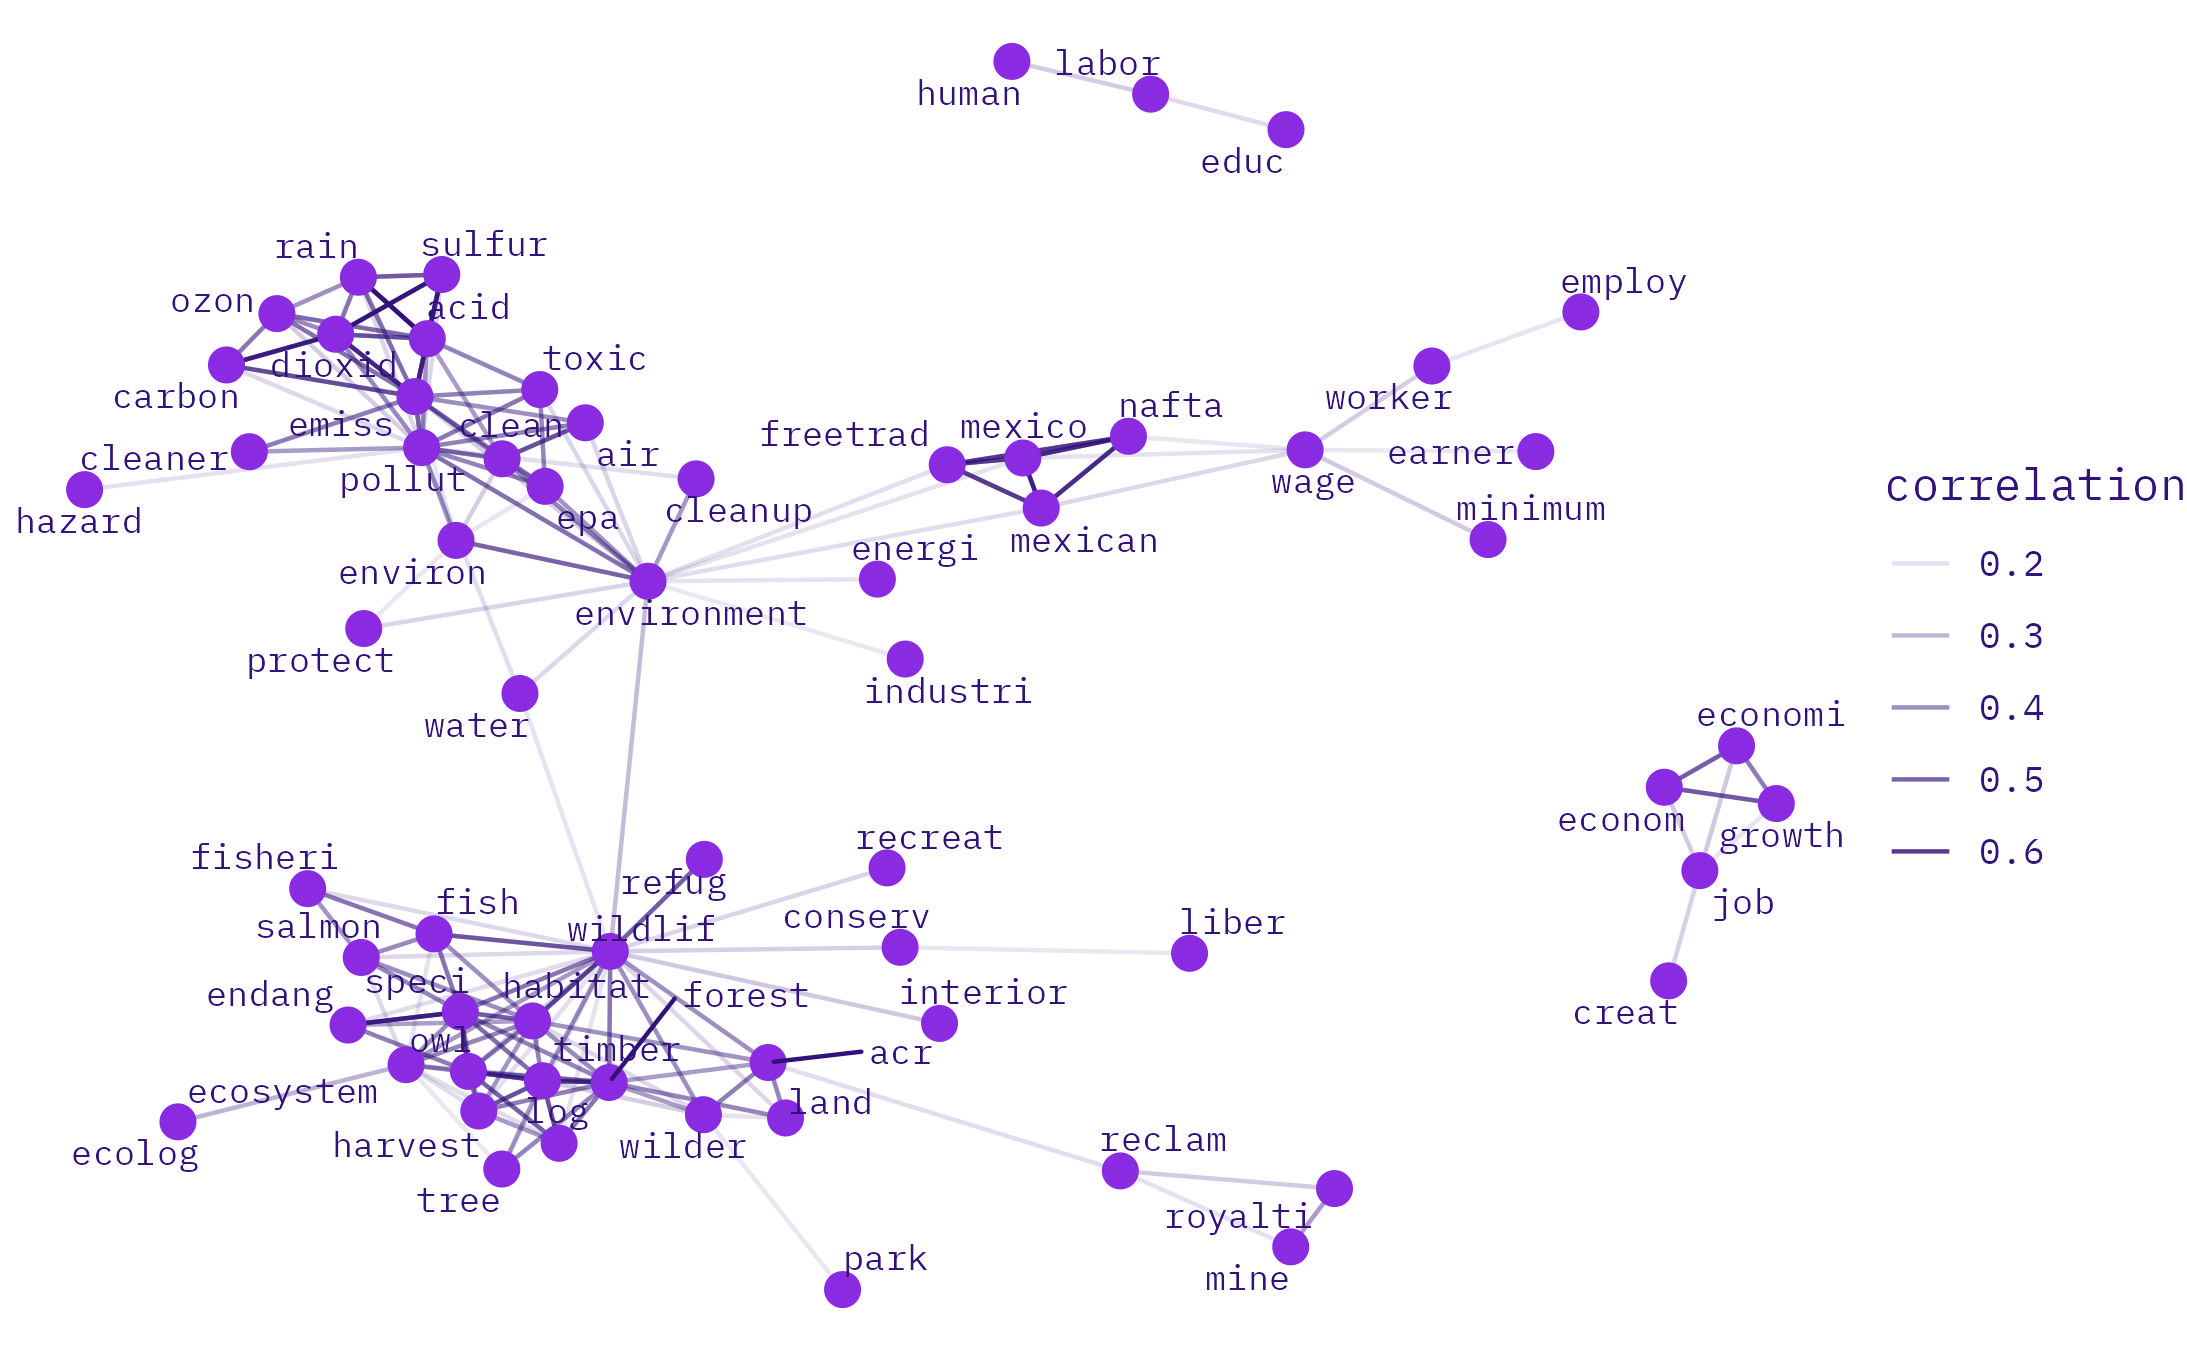 labor
human
educ
rain
sulfur
ozon
acid
employ
toxic
dioxid
carbon
worker
nafta
emiss
clean
mexico
freetrad
air
earner
cleaner
pollut
wage
correlation
cleanup
minimum
epa
hazard
mexican
energi
0.2
environ
environment
0.3
protect
industri
0.4
economi
water
0.5
econom
growth
recreat
0.6
fisheri
refug
fish
job
conserv
liber
salmon
wildlif
speci
habitat
endang
forest
interior
creat
owl
timber
acr
ecosystem
land
log
reclam
harvest
wilder
ecolog
tree
royalti
park
mine